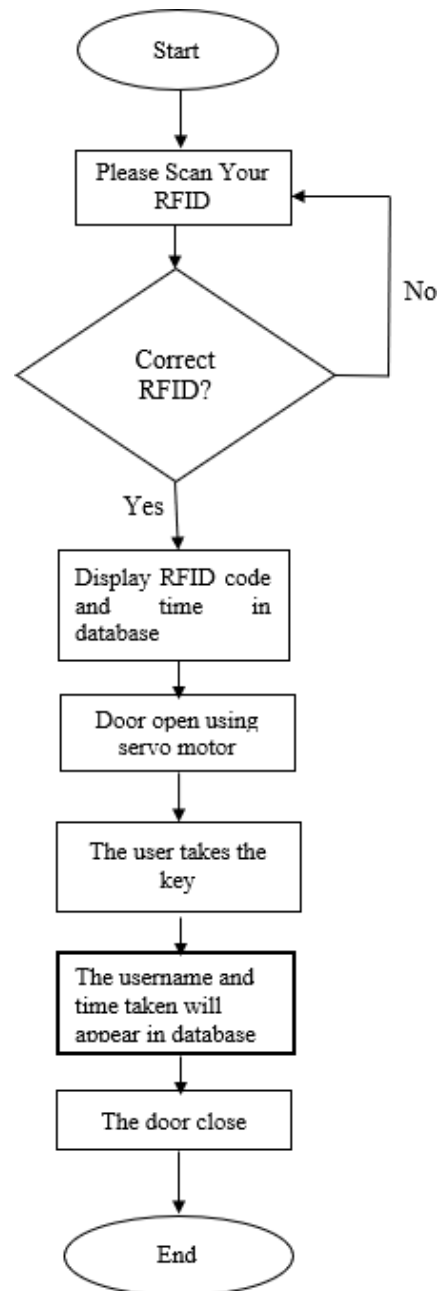 Start
Please Scan Your
RFID
No
Correct
RFID?
Yes
Display RFID code
and time in
database
Door open using
servo motor
The user takes the
key
The username and
time taken will
appear in database
The door close
End